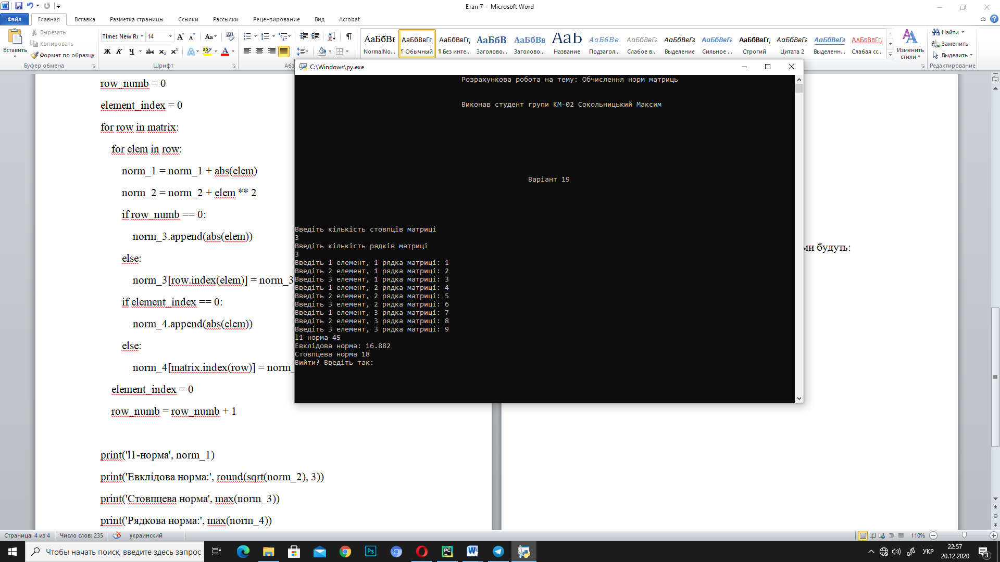 Етап 7 - Microsoft Word
Файл Главная Вставка Разметка страницы Ссылки Рассылки Рецензирование Вид Acrobat
Вставить
Вырезать
Копировать
Формат по образцу
Буфер обмена
Times New Rс 14
Ж К Ч abc x₂ x²
Шрифт
АаБбВı NormalNo...
АаБбВвГг, ¶ Обычный
АаБбВвГг, ¶ Без инте...
АаБбВ Заголово...
АаБбВв Заголово...
АаБ Название
АаБбВв. Подзагол...
АаБбВвГг Слабое в...
АаБбВвГг Выделение
АаБбВвГг Сильное ...
АаБбВвГг, Строгий
АаБбВвГг Цитата 2
АаБбВвГг Выделенн...
АаБбВвГг, Слабая сс...
Изменить стили
Найти
Заменить
Выделить
Редактирование
row_numb = 0
element_index = 0
for row in matrix:
for elem in row:
norm_1 = norm_1 + abs(elem)
norm_2 = norm_2 + elem ** 2
if row_numb == 0:
norm_3.append(abs(elem))
else:
norm_3[row.index(elem)] = norm_3
if element_index == 0:
norm_4.append(abs(elem))
else:
norm_4[matrix.index(row)] = norm_
element_index = 0
row_numb = row_numb + 1
print('l1-норма', norm_1)
print('Евклідова норма:', round(sqrt(norm_2), 3))
print('Стовпцева норма', max(norm_3))
print('Рядкова норма:', max(norm_4))
C:\Windows\py.exe
Розрахункова робота на тему: Обчислення норм матриць
Виконав студент групи КМ-02 Сокольницький Максим
Варіант 19
Введіть кількість стовпців матриці
3
Введіть кількість рядків матриці
3
Введіть 1 елемент, 1 рядка матриці: 1
Введіть 2 елемент, 1 рядка матриці: 2
Введіть 3 елемент, 1 рядка матриці: 3
Введіть 1 елемент, 2 рядка матриці: 4
Введіть 2 елемент, 2 рядка матриці: 5
Введіть 3 елемент, 2 рядка матриці: 6
Введіть 1 елемент, 3 рядка матриці: 7
Введіть 2 елемент, 3 рядка матриці: 8
Введіть 3 елемент, 3 рядка матриці: 9
l1-норма 45
Евклідова норма: 16.882
Стовпцева норма 18
Вийти? Введіть так:
ми будуть:
Страница: 4 из 4 Число слов: 235 украинский 110%
Чтобы начать поиск, введите здесь запрос
УКР
22:57
20.12.2020
3